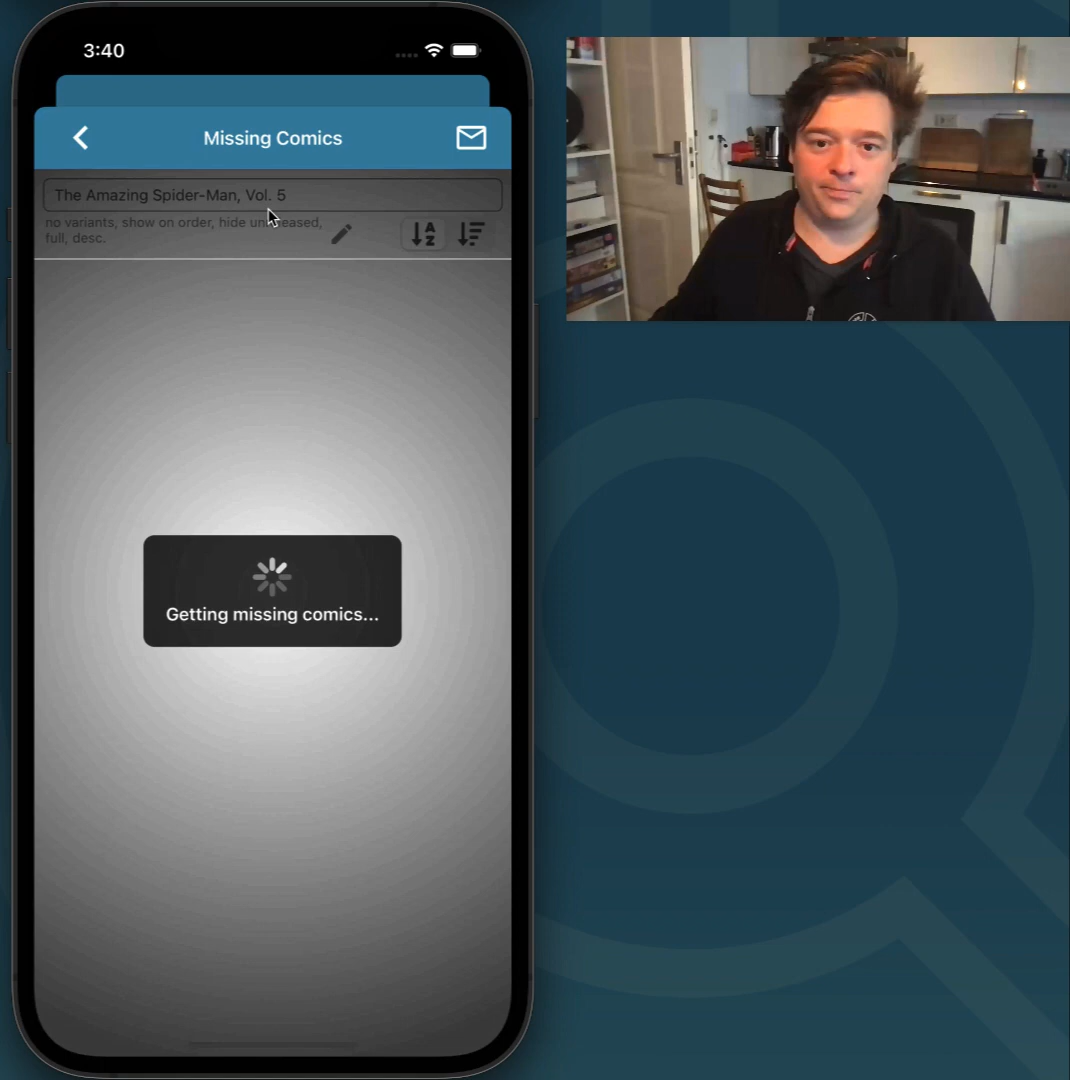 3:40
Missing Comics
The Amazing Spider-Man, Vol. 5
no variants, show on order, hide unreleased,
full, desc.
A
Z
Getting missing comics...